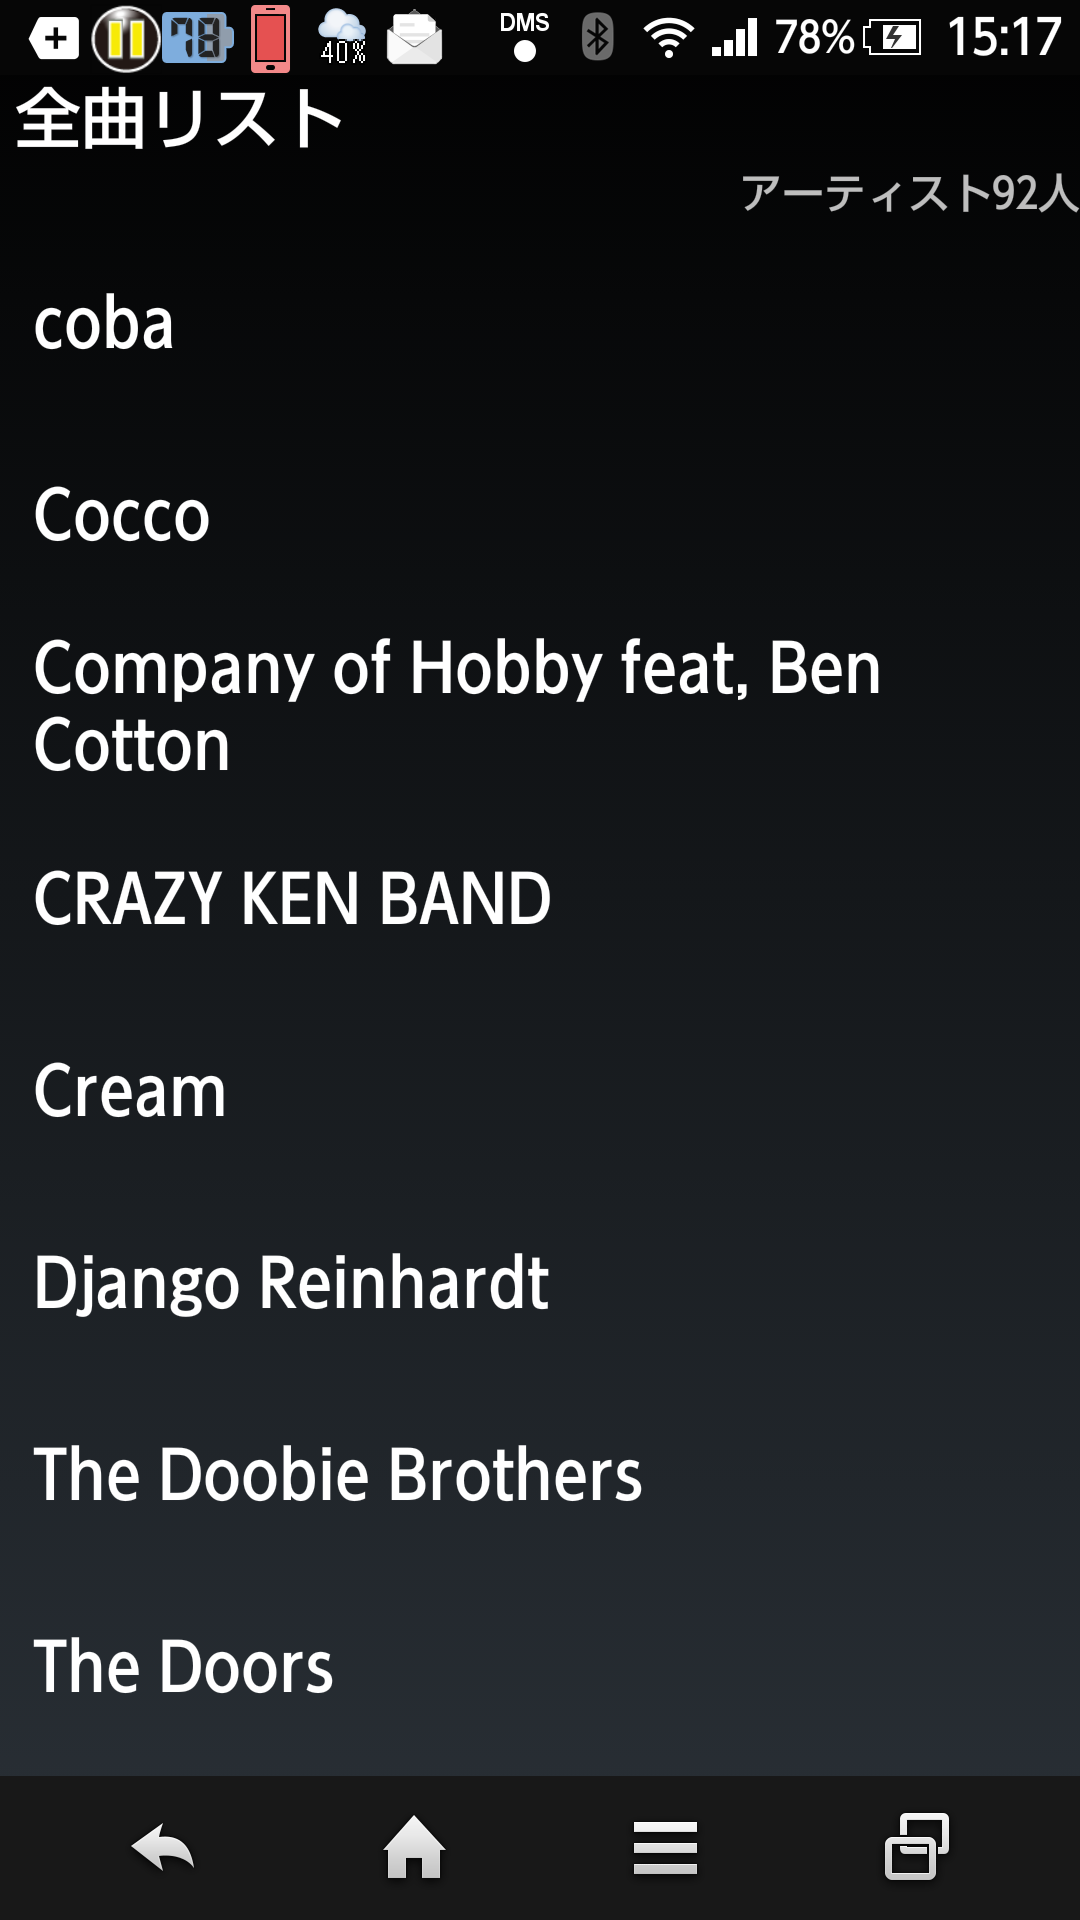 78
40%
DMS
78%
15:17
全曲リスト
アーティスト92人
coba
Cocco
Company of Hobby feat, Ben
Cotton
CRAZY KEN BAND
Cream
Django Reinhardt
The Doobie Brothers
The Doors